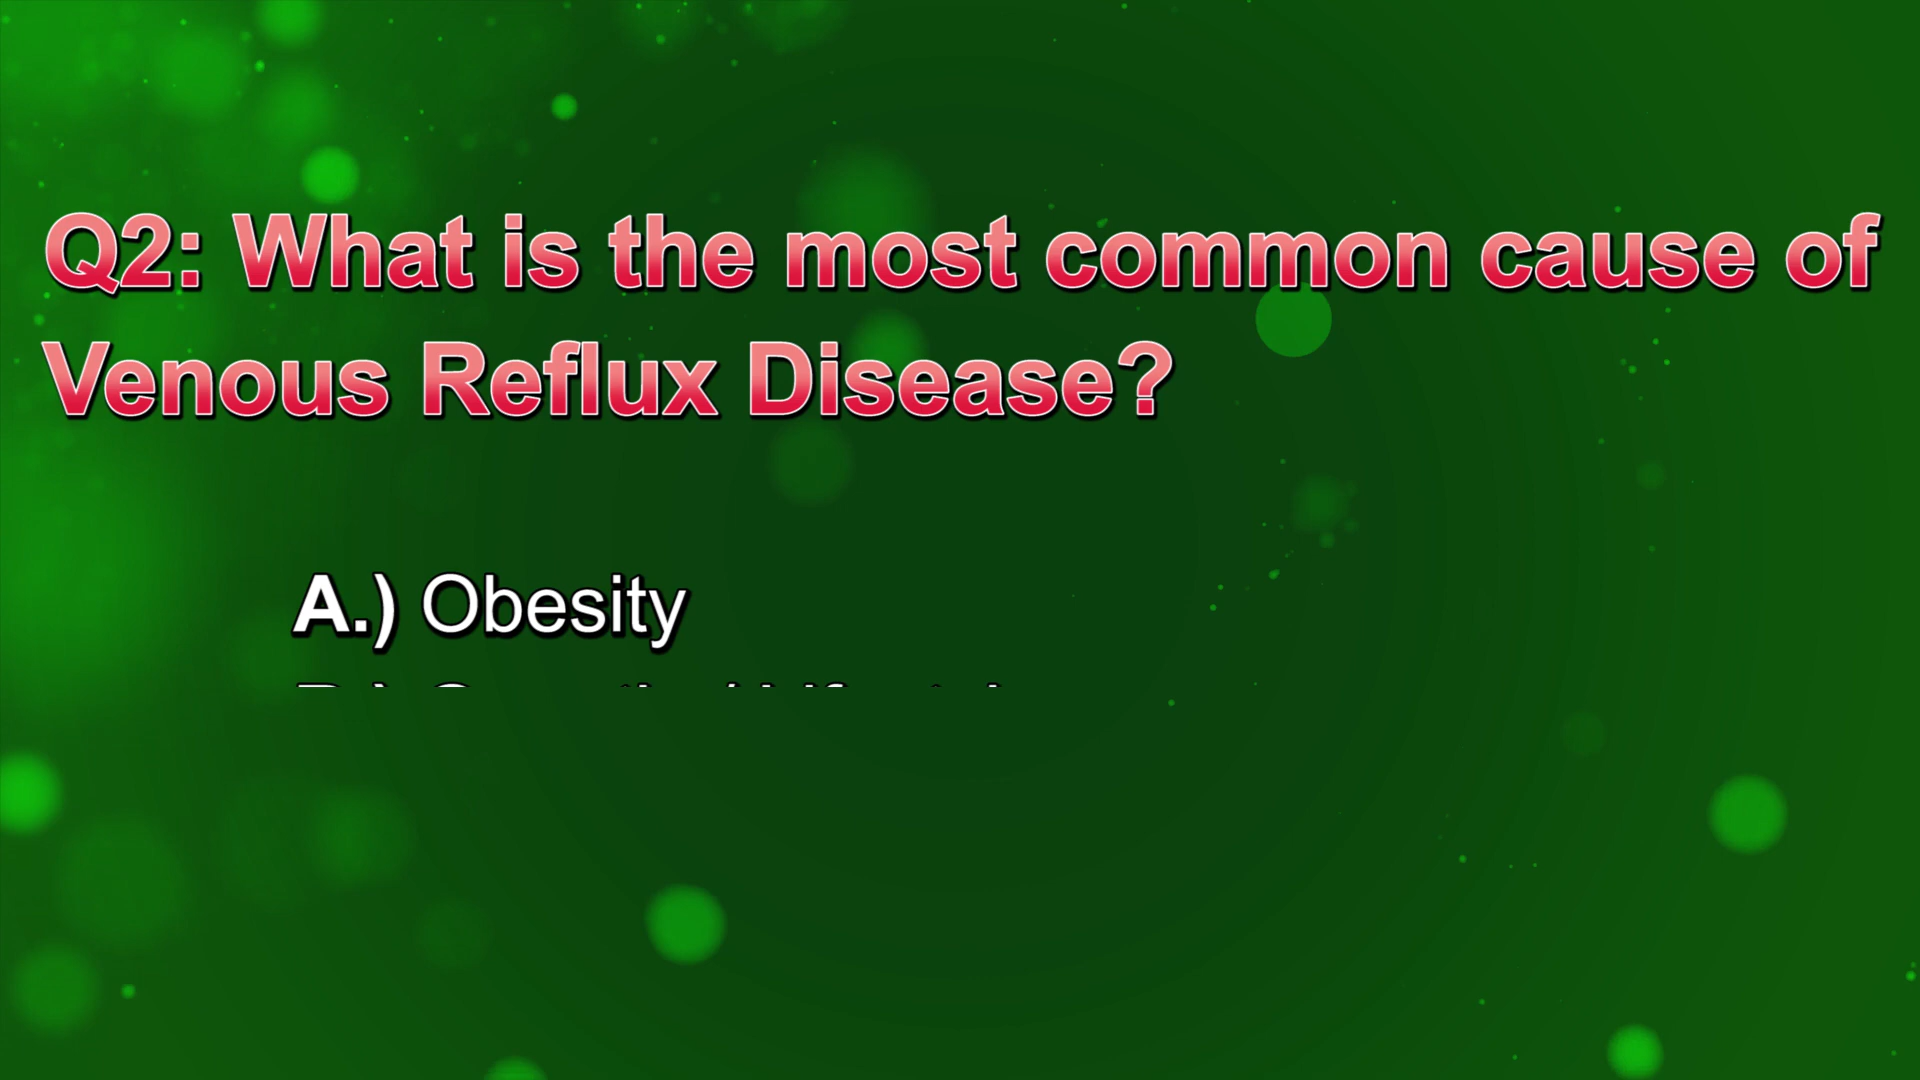 Q2: What is the most common cause of
Venous Reflux Disease?
A.) Obesity